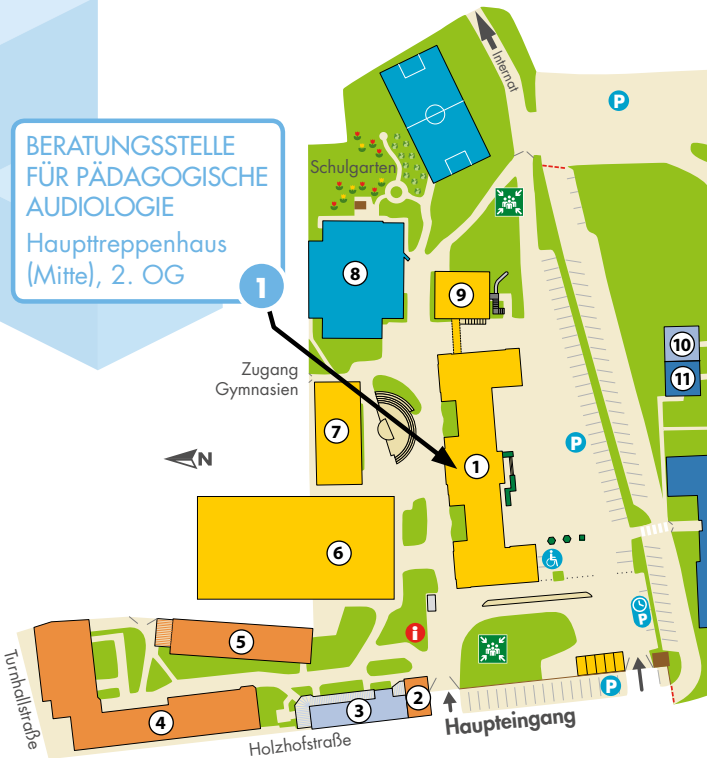 Internat
P
BERATUNGSSTELLE
FÜR PÄDAGOGISCHE
AUDIOLOGIE
Haupttreppenhaus
(Mitte), 2. OG
1
Schulgarten
8
9
10
11
Zugang
Gymnasien
7
N
P
1
6
P
5
i
Turnhallstraße
4
3
2
P
Haupteingang
Holzhofstraße